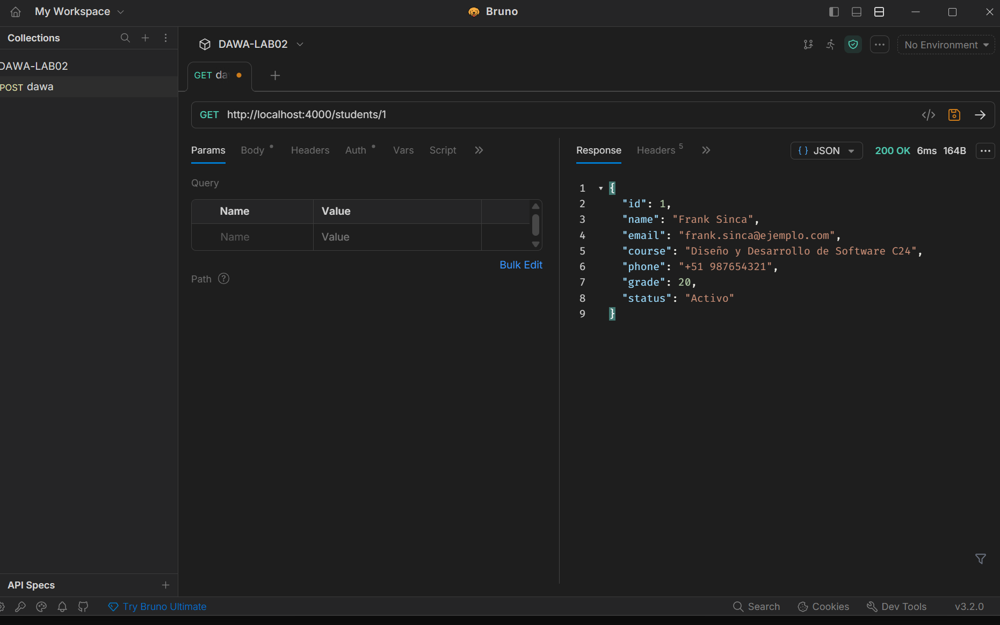 My Workspace
Bruno
Collections
DAWA-LAB02
POST dawa
DAWA-LAB02
No Environment
GET da
GET http://localhost:4000/students/1
Params Body Headers Auth Vars Script
Query
Name Value
Name Value
Bulk Edit
Path ?
Response Headers 5
{ } JSON 200 OK 6ms 164B
1 {
2 "id": 1,
3 "name": "Frank Sinca",
4 "email": "frank.sinca@ejemplo.com",
5 "course": "Diseño y Desarrollo de Software C24",
6 "phone": "+51 987654321",
7 "grade": 20,
8 "status": "Activo"
9 }
API Specs
Try Bruno Ultimate
Search Cookies Dev Tools v3.2.0